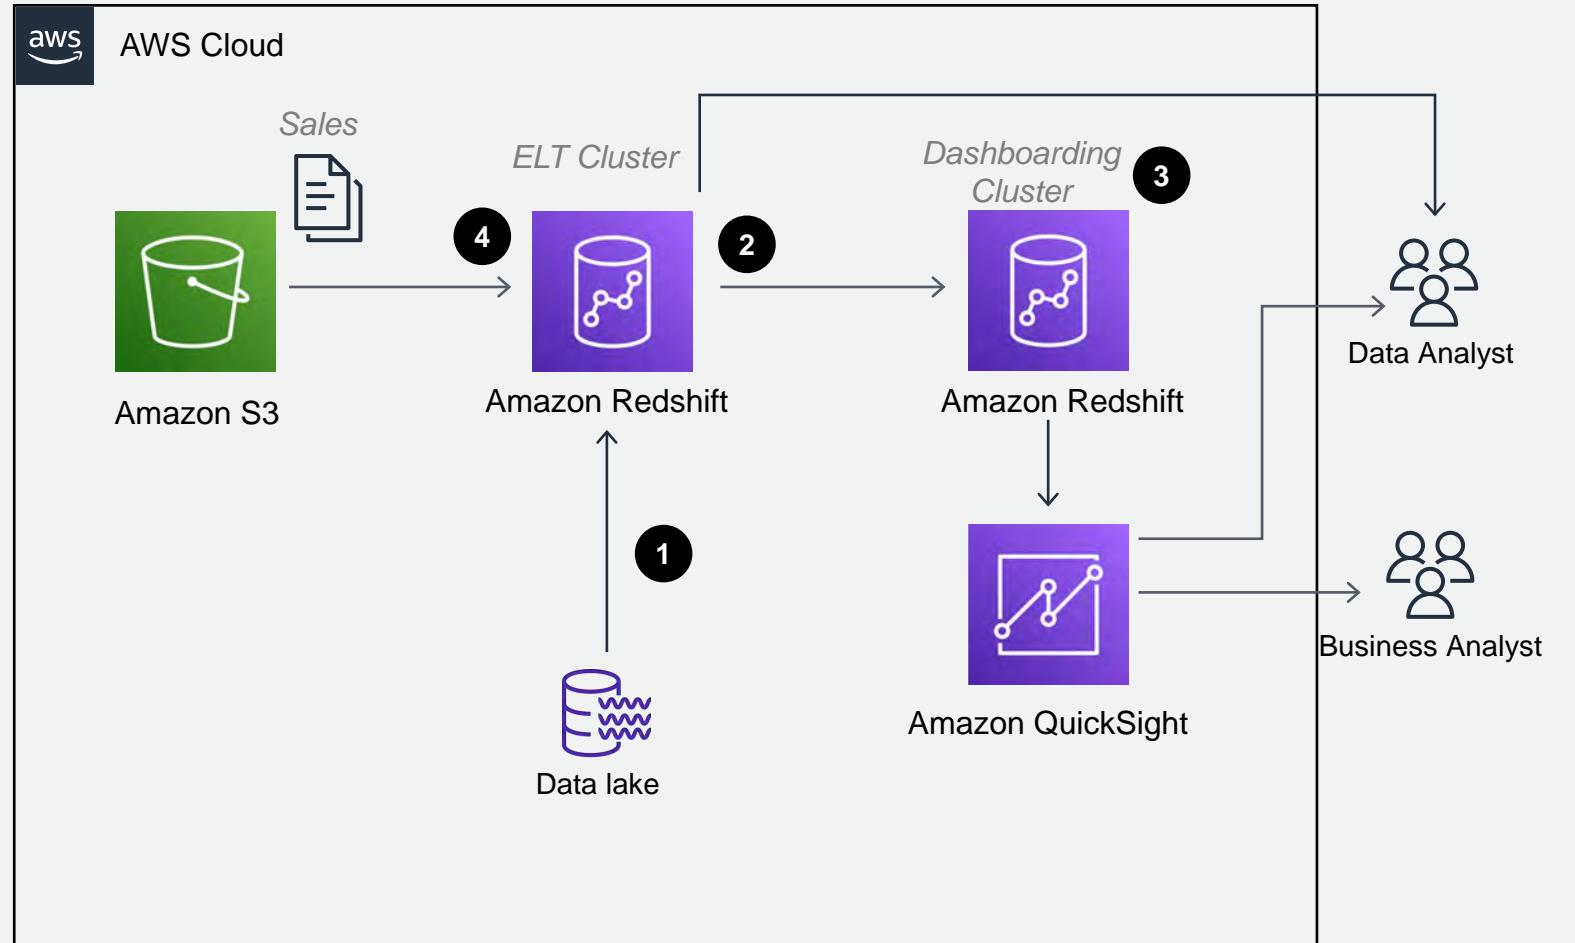 aws
AWS Cloud
Sales
ELT Cluster
Dashboarding
Cluster
3
4
2
Amazon S3
Amazon Redshift
Amazon Redshift
Data Analyst
1
Business Analyst
Amazon QuickSight
Data lake